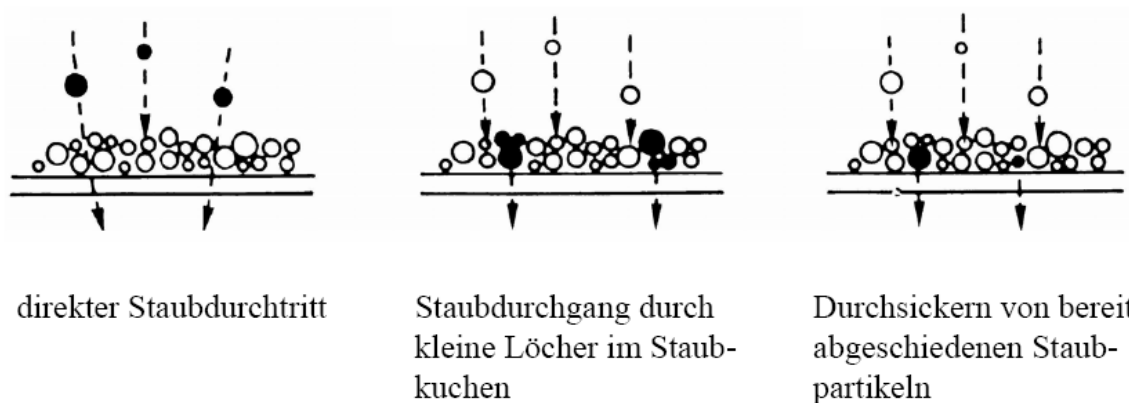 direkter Staubdurchtritt
Staubdurchgang durch
kleine Löcher im Staub-
kuchen
Durchsickern von bereit
abgeschiedenen Staub-
partikeln